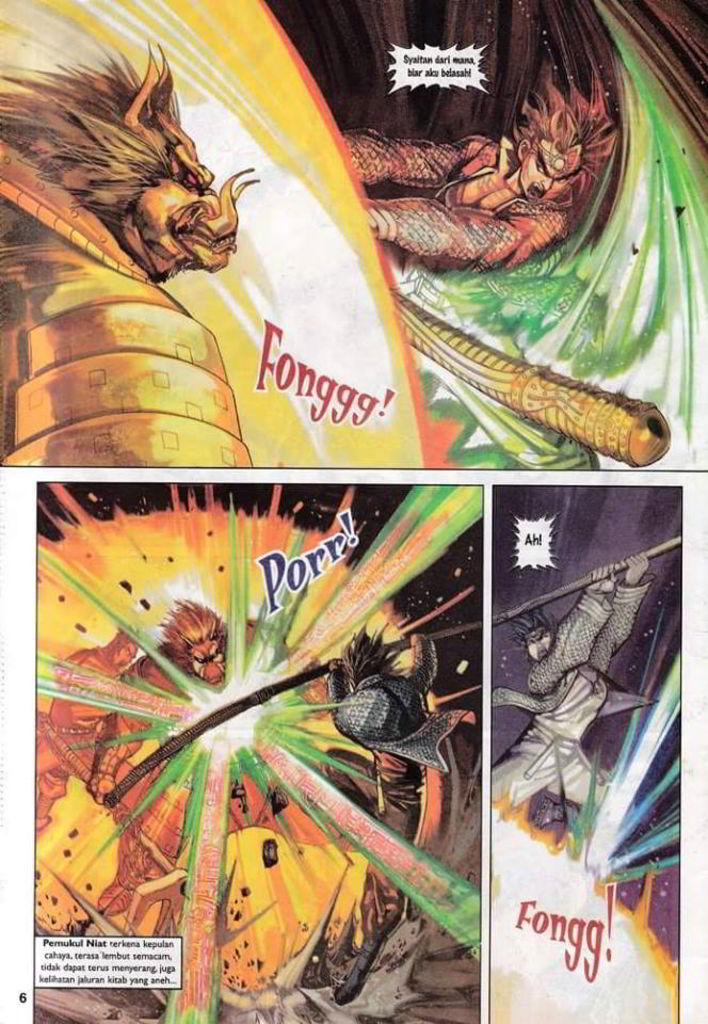 Syaitan dari mana,
biar aku belasah!
Fonggg!
Porr!
Ah!
Pemukul Niat terkena kepulan
cahaya, terasa lembut semacam,
tidak dapat terus menyerang, juga
kelihatan jaluran kitab yang aneh...
Fongg!
6